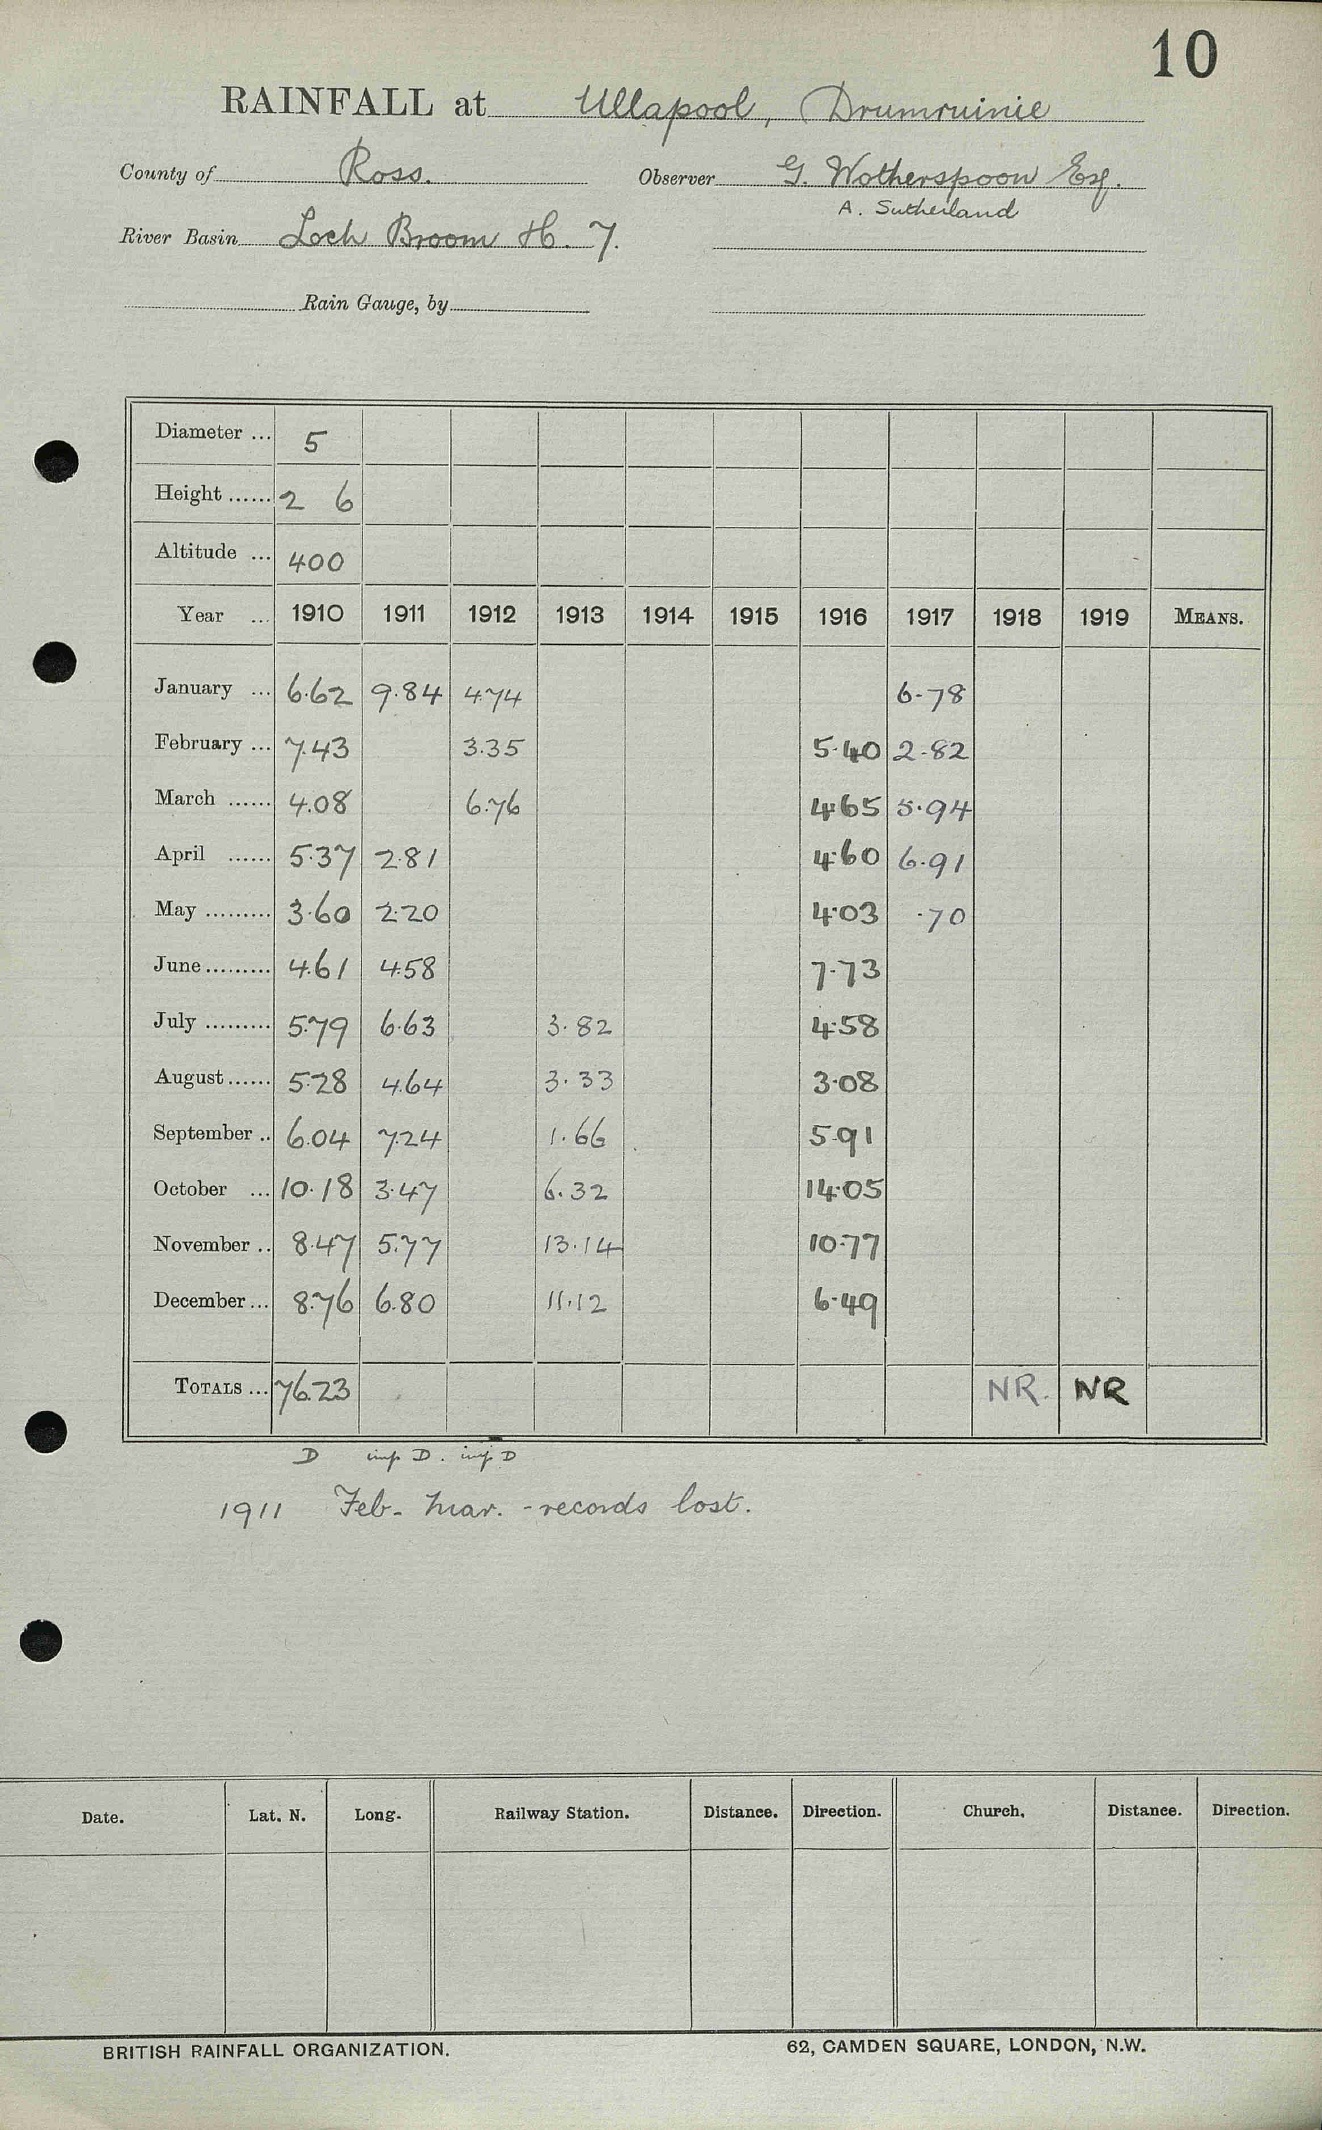 10
RAINFALL at Ullapool, Drumruinie
County of Ross. Observer G. Wotherspoon Esq.
A. Sutherland
River Basin Loch Broom H. 7.
Rain Gauge, by
Diameter ... 5
Height ...... 2 6
Altitude ... 400
Year ... 1910 1911 1912 1913 1914 1915 1916 1917 1918 1919 MEANS.
January ... 6.62 9.84 4.74 6.78
February ... 7.43 3.35 5.40 2.82
March ...... 4.08 6.76 4.65 5.94
April ...... 5.37 2.81 4.60 6.91
May ......... 3.60 2.20 4.03 .70
June ......... 4.61 4.58 7.73
July ......... 5.79 6.63 3.82 4.58
August ...... 5.28 4.64 3.33 3.08
September .. 6.04 7.24 1.66 5.91
October ... 10.18 3.47 6.32 14.05
November .. 8.47 5.77 13.14 10.77
December ... 8.76 6.80 11.12 6.49
TOTALS ... 76.23 NR. NR
D imp D. imp D
1911 Feb - Mar. - records lost.
Date. Lat. N. Long. Railway Station. Distance. Direction. Church. Distance. Direction.
BRITISH RAINFALL ORGANIZATION. 62, CAMDEN SQUARE, LONDON, N.W.